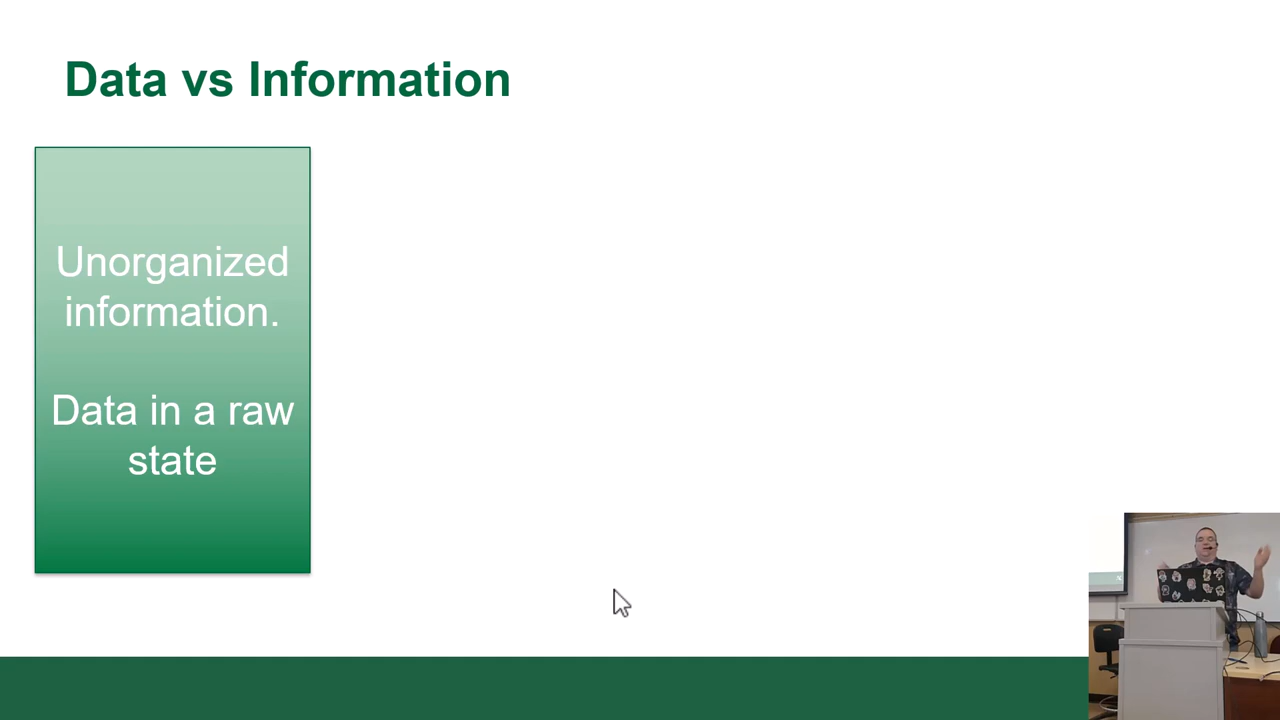 Data vs Information
Unorganized
information.
Data in a raw
state